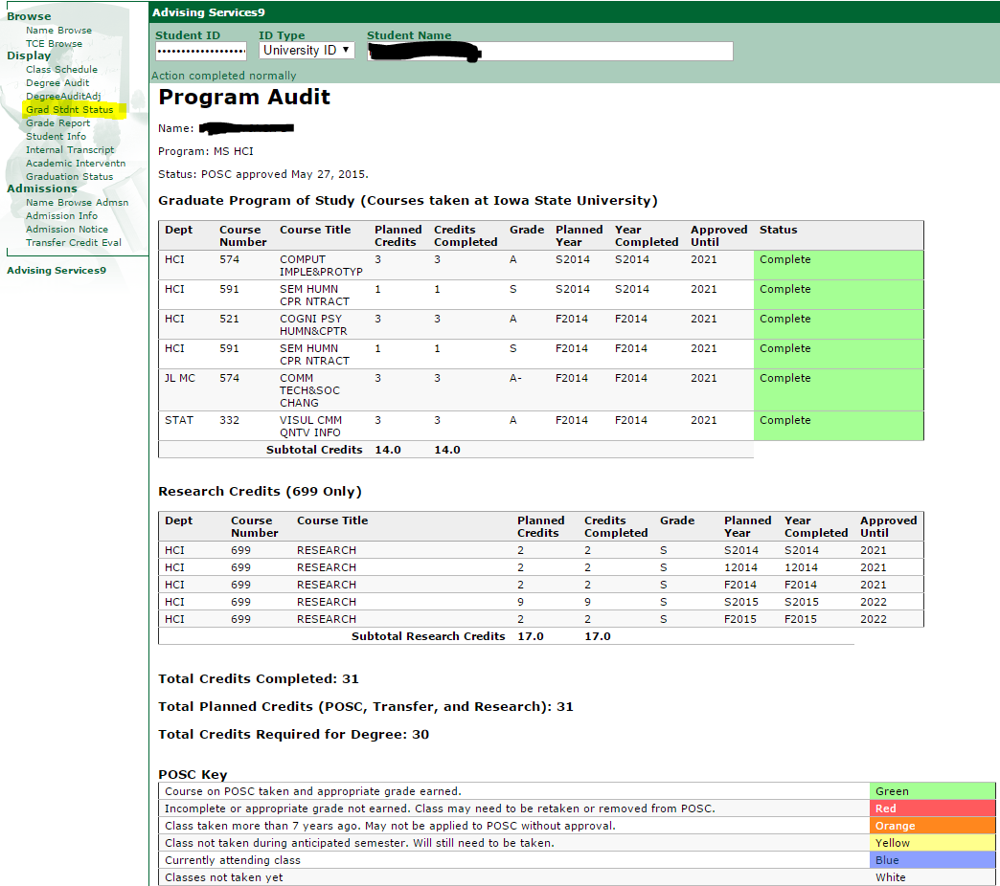 Browse
Name Browse
TCE Browse
Display
Class Schedule
Degree Audit
DegreeAuditAdj
Grad Stdnt Status
Grade Report
Student Info
Internal Transcript
Academic Interventn
Graduation Status
Admissions
Name Browse Admsn
Admission Info
Admission Notice
Transfer Credit Eval
Advising Services9
Advising Services9
Student ID ID Type Student Name
•••••••••••••••••• University ID
Action completed normally
Program Audit
Name:
Program: MS HCI
Status: POSC approved May 27, 2015.
Graduate Program of Study (Courses taken at Iowa State University)
Dept Course Course Title Planned Credits Grade Planned Year Approved Status
Number Credits Completed Year Completed Until
HCI 574 COMPUT 3 3 A S2014 S2014 2021 Complete
IMPLE&PROTYP
HCI 591 SEM HUMN 1 1 S S2014 S2014 2021 Complete
CPR NTRACT
HCI 521 COGNI PSY 3 3 A F2014 F2014 2021 Complete
HUMN&CPTR
HCI 591 SEM HUMN 1 1 S F2014 F2014 2021 Complete
CPR NTRACT
JL MC 574 COMM 3 3 A- F2014 F2014 2021 Complete
TECH&SOC
CHANG
STAT 332 VISUL CMM 3 3 A F2014 F2014 2021 Complete
QNTV INFO
Subtotal Credits 14.0 14.0
Research Credits (699 Only)
Dept Course Course Title Planned Credits Grade Planned Year Approved
Number Credits Completed Year Completed Until
HCI 699 RESEARCH 2 2 S S2014 S2014 2021
HCI 699 RESEARCH 2 2 S 12014 12014 2021
HCI 699 RESEARCH 2 2 S F2014 F2014 2021
HCI 699 RESEARCH 9 9 S S2015 S2015 2022
HCI 699 RESEARCH 2 2 S F2015 F2015 2022
Subtotal Research Credits 17.0 17.0
Total Credits Completed: 31
Total Planned Credits (POSC, Transfer, and Research): 31
Total Credits Required for Degree: 30
POSC Key
Course on POSC taken and appropriate grade earned. Green
Incomplete or appropriate grade not earned. Class may need to be retaken or removed from POSC. Red
Class taken more than 7 years ago. May not be applied to POSC without approval. Orange
Class not taken during anticipated semester. Will still need to be taken. Yellow
Currently attending class Blue
Classes not taken yet White